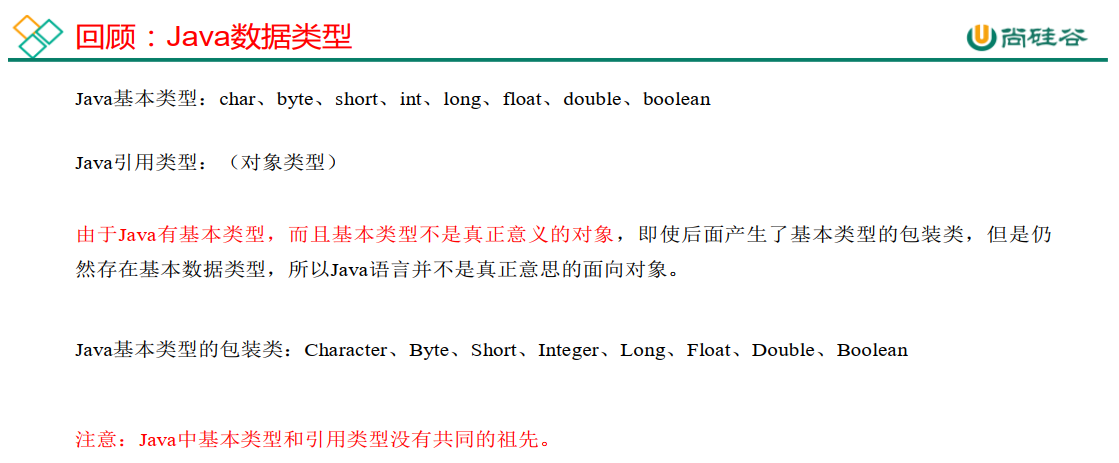 回顾：Java数据类型
尚硅谷
Java基本类型：char、byte、short、int、long、float、double、boolean
Java引用类型：（对象类型）
由于Java有基本类型，而且基本类型不是真正意义的对象，即使后面产生了基本类型的包装类，但是仍
然存在基本数据类型，所以Java语言并不是真正意思的面向对象。
Java基本类型的包装类：Character、Byte、Short、Integer、Long、Float、Double、Boolean
注意：Java中基本类型和引用类型没有共同的祖先。